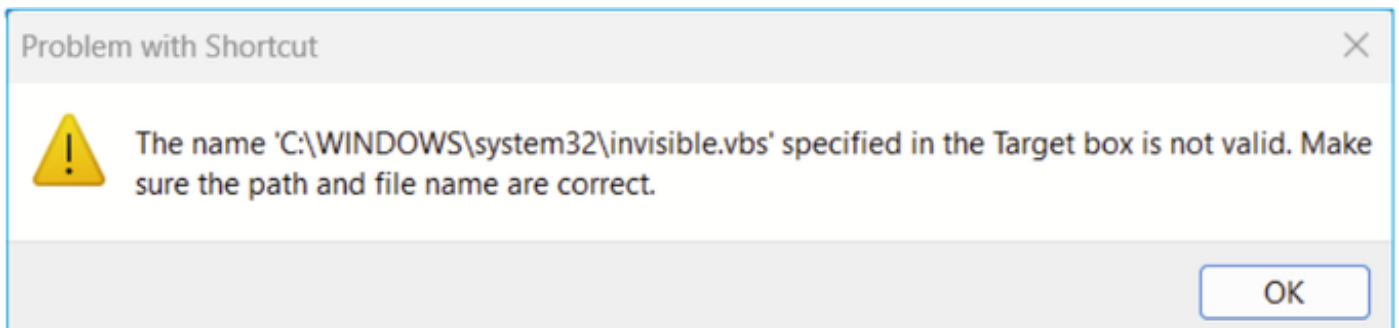 Problem with Shortcut
The name 'C:\WINDOWS\system32\invisible.vbs' specified in the Target box is not valid. Make
sure the path and file name are correct.
OK